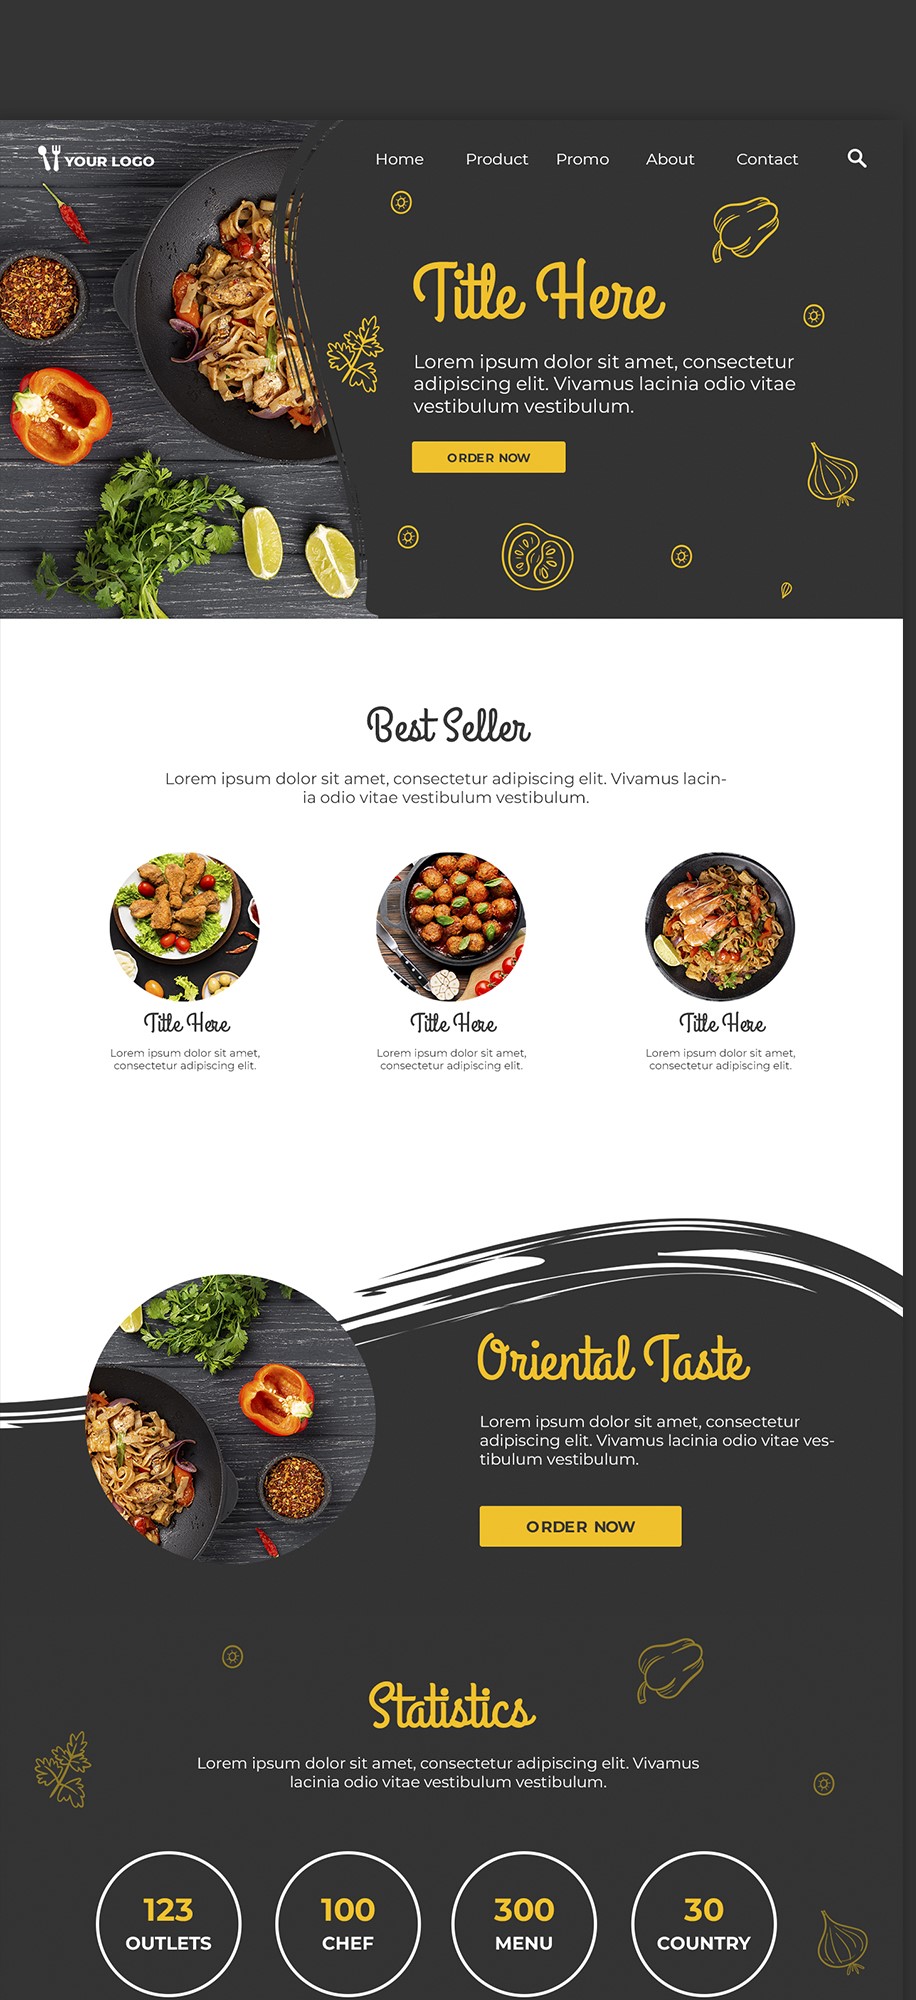 YOUR LOGO
Home Product Promo About Contact
Title Here
Lorem ipsum dolor sit amet, consectetur
adipiscing elit. Vivamus lacinia odio vitae
vestibulum vestibulum.
ORDER NOW
Best Seller
Lorem ipsum dolor sit amet, consectetur adipiscing elit. Vivamus lacin-
ia odio vitae vestibulum vestibulum.
Title Here
Lorem ipsum dolor sit amet,
consectetur adipiscing elit.
Title Here
Lorem ipsum dolor sit amet,
consectetur adipiscing elit.
Title Here
Lorem ipsum dolor sit amet,
consectetur adipiscing elit.
Oriental Taste
Lorem ipsum dolor sit amet, consectetur
adipiscing elit. Vivamus lacinia odio vitae ves-
tibulum vestibulum.
ORDER NOW
Statistics
Lorem ipsum dolor sit amet, consectetur adipiscing elit. Vivamus
lacinia odio vitae vestibulum vestibulum.
123
OUTLETS
100
CHEF
300
MENU
30
COUNTRY